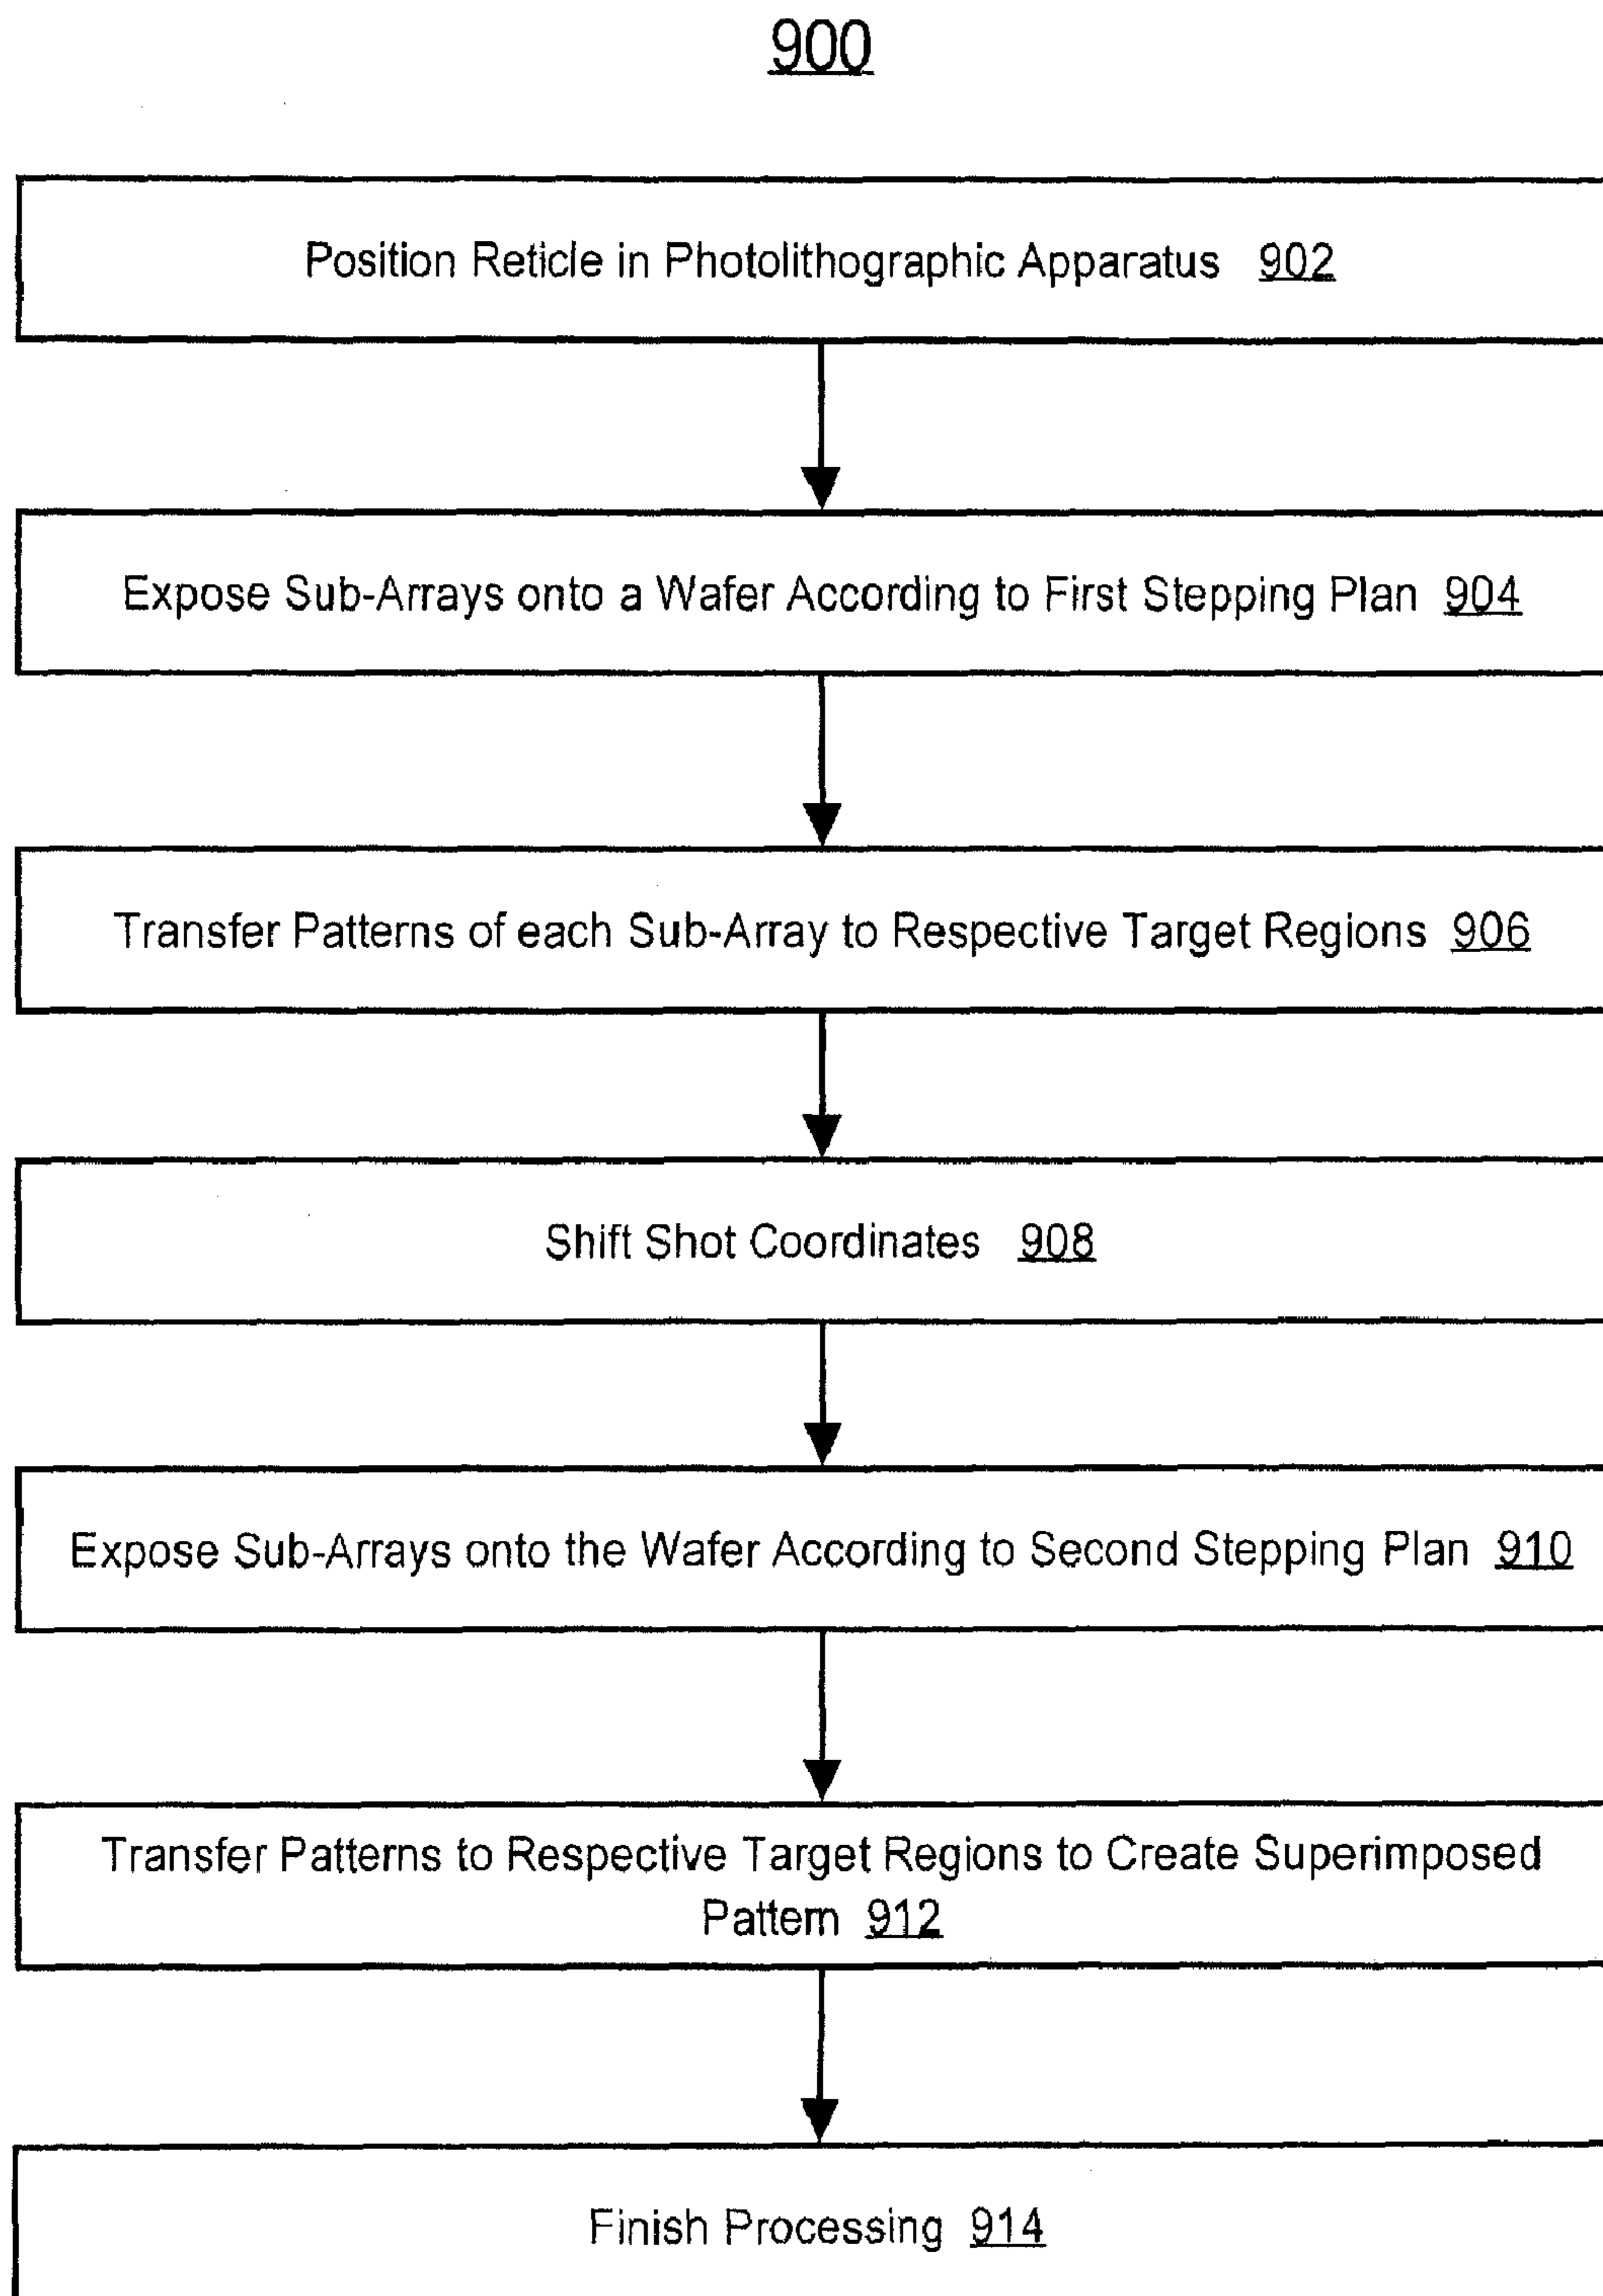 900
Position Reticle in Photolithographic Apparatus 902
Expose Sub-Arrays onto a Wafer According to First Stepping Plan 904
Transfer Patterns of each Sub-Array to Respective Target Regions 906
Shift Shot Coordinates 908
Expose Sub-Arrays onto the Wafer According to Second Stepping Plan 910
Transfer Patterns to Respective Target Regions to Create Superimposed
Pattern 912
Finish Processing 914